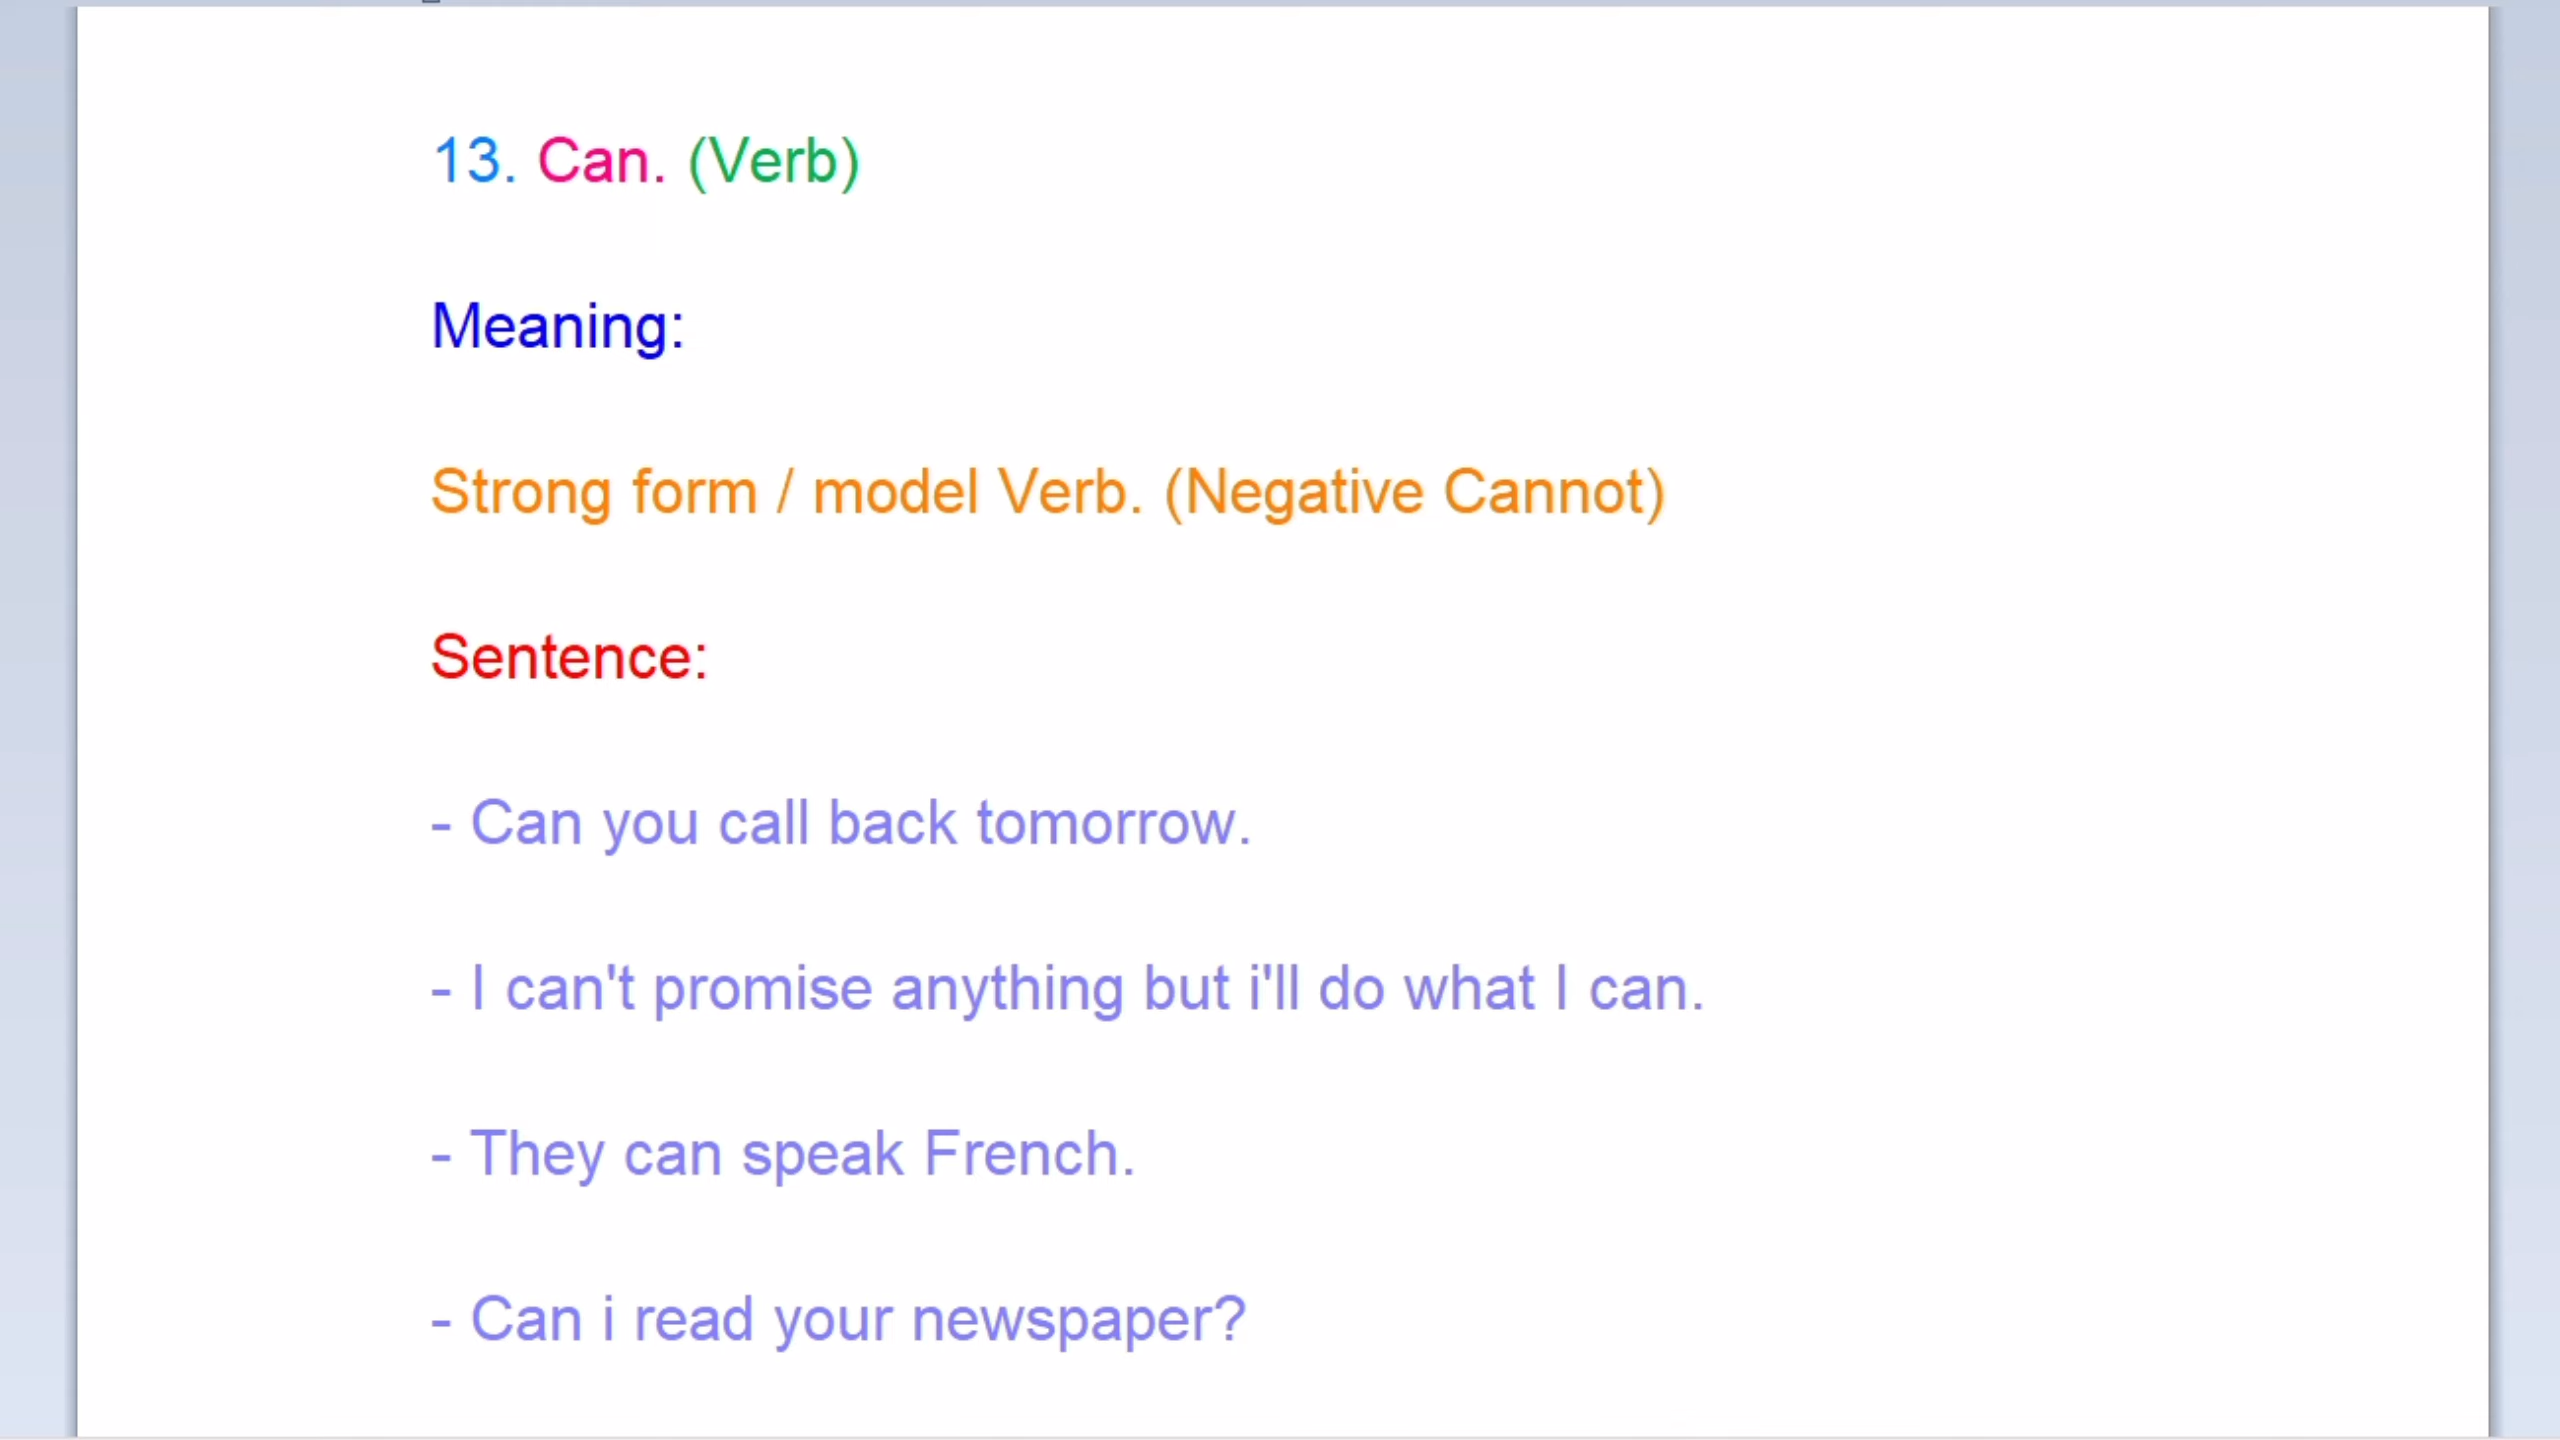 13. Can. (Verb)
Meaning:
Strong form / model Verb. (Negative Cannot)
Sentence:
- Can you call back tomorrow.
- I can't promise anything but i'll do what I can.
- They can speak French.
- Can i read your newspaper?